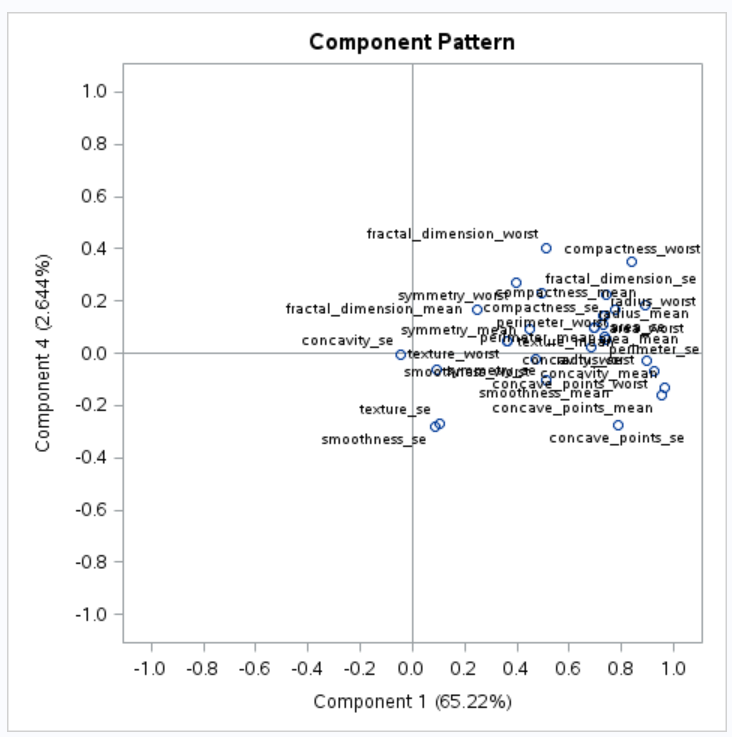 Component Pattern
Component 4 (2.644%)
1.0
0.8
0.6
0.4
0.2
0.0
-0.2
-0.4
-0.6
-0.8
-1.0
fractal_dimension_worst
compactness_worst
fractal_dimension_se
compactness_mean
symmetry_worst
radius_worst
fractal_dimension_mean
compactness_se
radius_mean
perimeter_worst
symmetry_mean
perimeter_mean
texture_mean
concavity_se
perimeter_se
texture_worst
concavity_mean
concave_points_worst
smoothness_mean
concave_points_mean
texture_se
smoothness_se
concave_points_se
-1.0 -0.8 -0.6 -0.4 -0.2 0.0 0.2 0.4 0.6 0.8 1.0
Component 1 (65.22%)